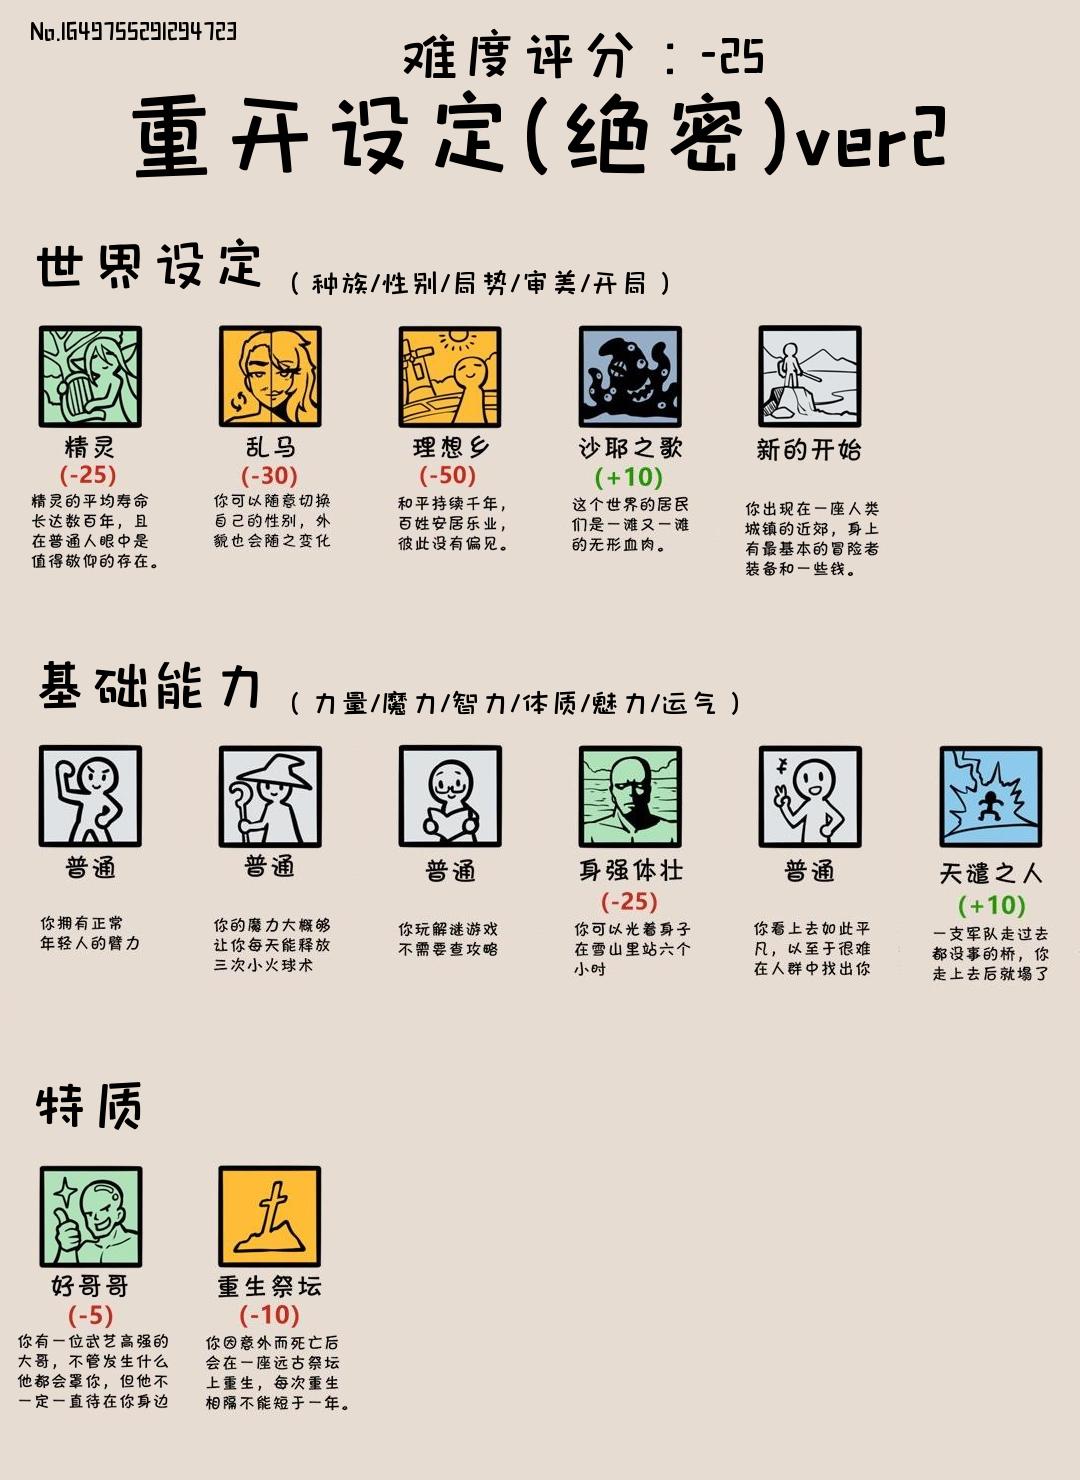 No.1649755291294723
难度评分：-25
重开设定(绝密)ver2
世界设定
（种族/性别/局势/审美/开局）
精灵
(-25)
精灵的平均寿命
长达数百年，且
在普通人眼中是
值得敬仰的存在。
乱马
(-30)
你可以随意切换
自己的性别，外
貌也会随之变化
理想乡
(-50)
和平持续千年，
百姓安居乐业，
彼此没有偏见。
沙耶之歌
(+10)
这个世界的居民
们是一滩又一滩
的无形血肉。
新的开始
你出现在一座人类
城镇的近郊，身上
有最基本的冒险者
装备和一些钱。
基础能力
（力量/魔力/智力/体质/魅力/运气）
普通
你拥有正常
年轻人的臂力
普通
你的魔力大概够
让你每天能释放
三次小火球术
普通
你玩解谜游戏
不需要查攻略
身强体壮
(-25)
你可以光着身子
在雪山里站六个
小时
普通
你看上去如此平
凡，以至于很难
在人群中找出你
天谴之人
(+10)
一支军队走过去
都没事的桥，你
走上去后就塌了
特质
好哥哥
(-5)
你有一位武艺高强的
大哥，不管发生什么
他都会罩你，但他不
一定一直待在你身边
重生祭坛
(-10)
你因意外而死亡后
会在一座远古祭坛
上重生，每次重生
相隔不能短于一年。